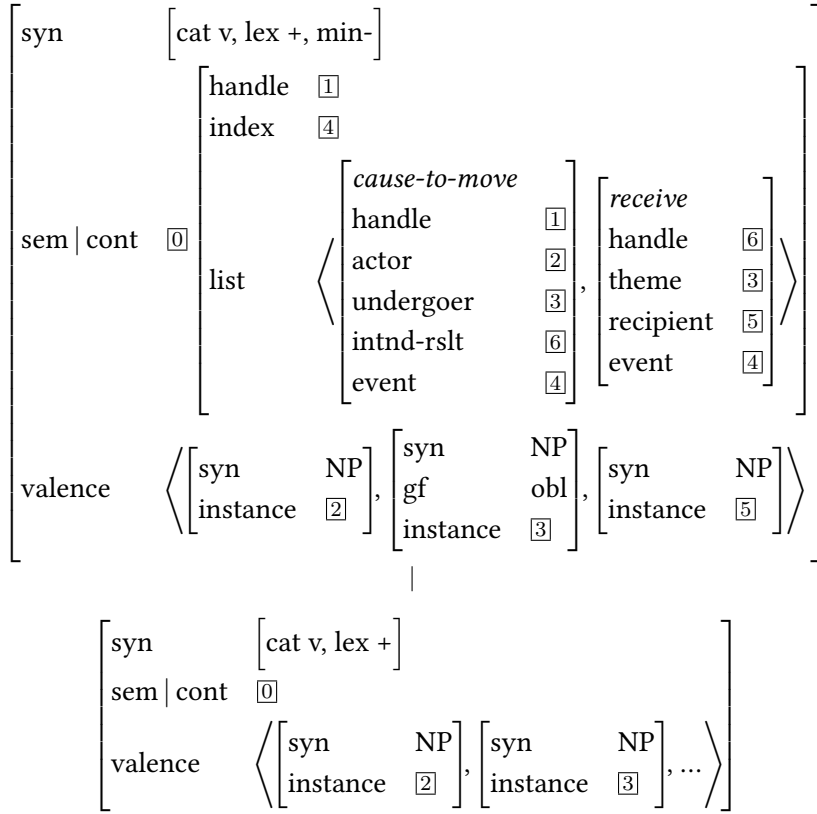 syn [cat v, lex +, min-]
handle 1
index 4
sem | cont 0
list
cause-to-move
handle 1
actor 2
undergoer 3
intnd-rslt 6
event 4
,
receive
handle 6
theme 3
recipient 5
event 4
valence
syn NP
instance 2
,
syn NP
gf obl
instance 3
,
syn NP
instance 5
syn [cat v, lex +]
sem | cont 0
valence
syn NP
instance 2
,
syn NP
instance 3
, ...